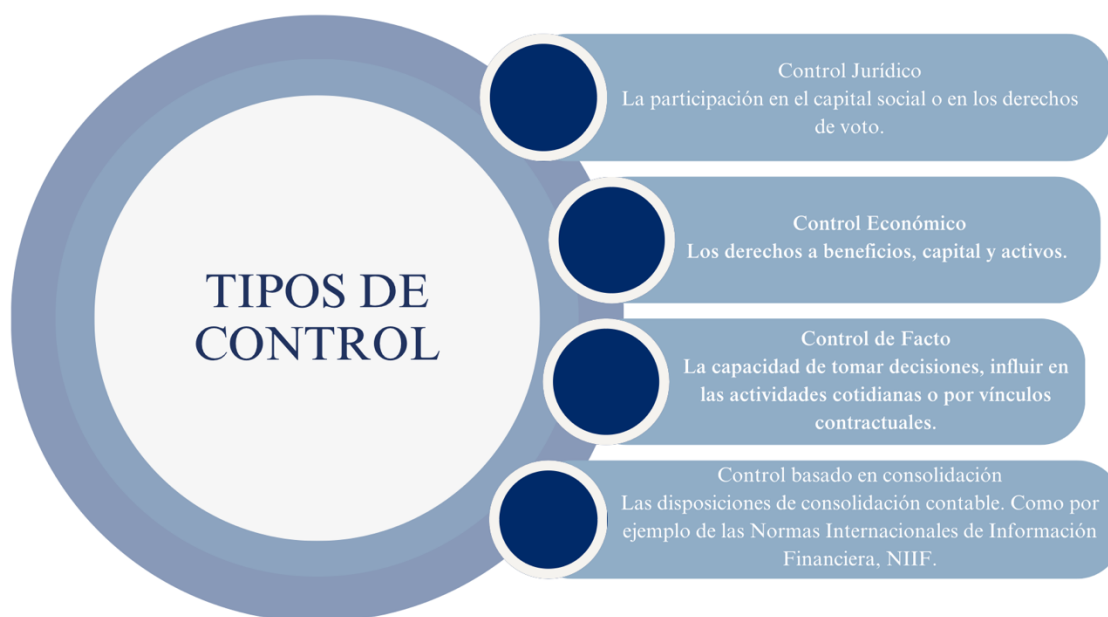 TIPOS DE
CONTROL
Control Jurídico
La participación en el capital social o en los derechos
de voto.
Control Económico
Los derechos a beneficios, capital y activos.
Control de Facto
La capacidad de tomar decisiones, influir en
las actividades cotidianas o por vínculos
contractuales.
Control basado en consolidación
Las disposiciones de consolidación contable. Como por
ejemplo de las Normas Internacionales de Información
Financiera, NIIF.